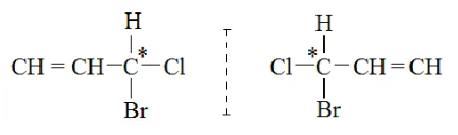 H H
* *
CH = CH – C – Cl Cl – C – CH = CH
Br Br